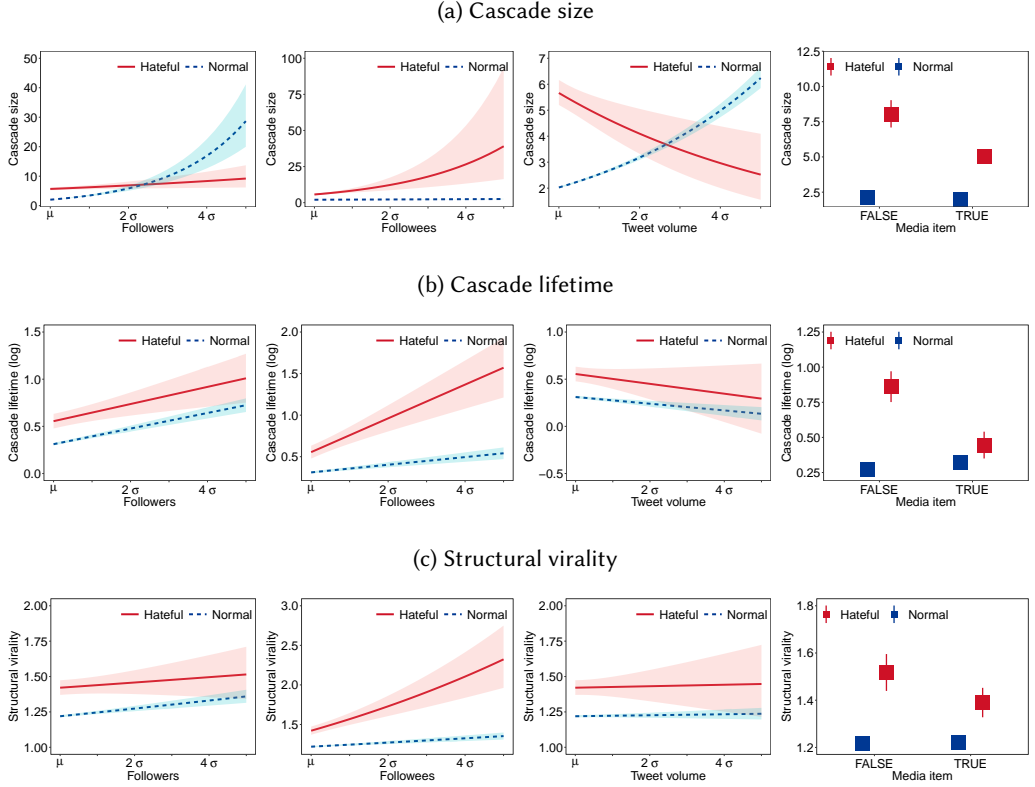 (a) Cascade size
Cascade size
50
40
30
20
10
0
Hateful Normal
μ 2 σ 4 σ
Followers
Cascade size
100
75
50
25
0
Hateful Normal
μ 2 σ 4 σ
Followees
Cascade size
7
6
5
4
3
2
Hateful Normal
μ 2 σ 4 σ
Tweet volume
Cascade size
12.5
10.0
7.5
5.0
2.5
Hateful Normal
FALSE TRUE
Media item
(b) Cascade lifetime
Cascade lifetime (log)
1.5
1.0
0.5
0.0
Hateful Normal
μ 2 σ 4 σ
Followers
Cascade lifetime (log)
2.0
1.5
1.0
0.5
Hateful Normal
μ 2 σ 4 σ
Followees
Cascade lifetime (log)
1.0
0.5
0.0
−0.5
Hateful Normal
μ 2 σ 4 σ
Tweet volume
Cascade lifetime (log)
1.25
1.00
0.75
0.50
0.25
Hateful Normal
FALSE TRUE
Media item
(c) Structural virality
Structural virality
2.00
1.75
1.50
1.25
1.00
Hateful Normal
μ 2 σ 4 σ
Followers
Structural virality
3.0
2.5
2.0
1.5
Hateful Normal
μ 2 σ 4 σ
Followees
Structural virality
2.00
1.75
1.50
1.25
1.00
Hateful Normal
μ 2 σ 4 σ
Tweet volume
Structural virality
1.8
1.6
1.4
1.2
Hateful Normal
FALSE TRUE
Media item